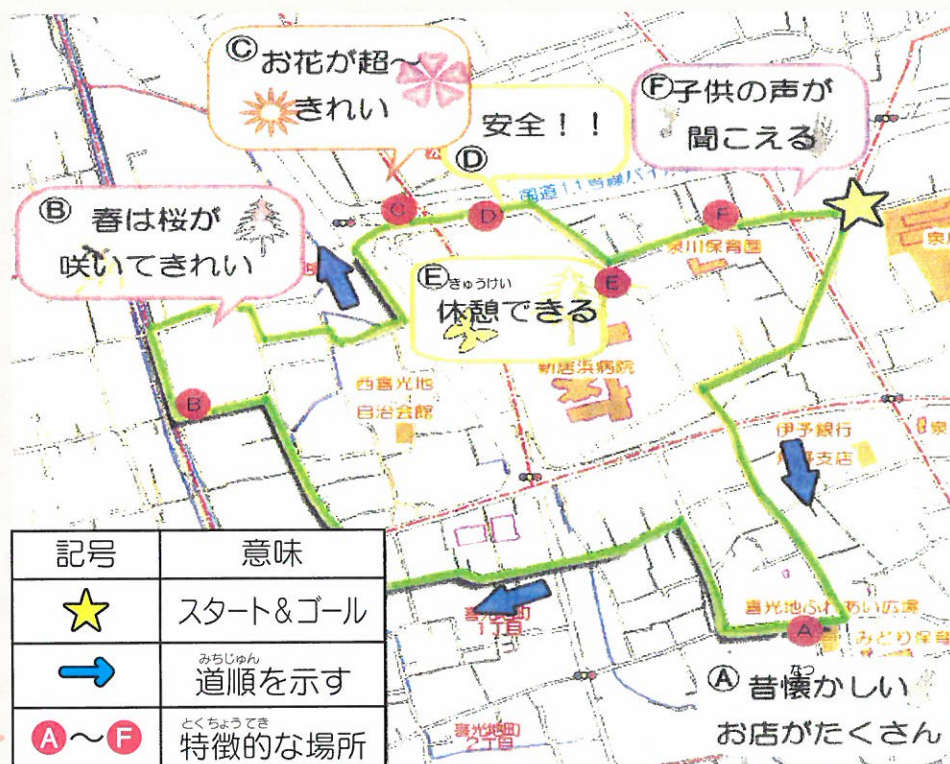 Ⓒお花が超～
きれい
安全！！
Ⓓ
Ⓕ子供の声が
聞こえる
Ⓑ 春は桜が
咲いてきれい
Ⓔきゅうけい
休憩できる
C
D
F
E
B
A
泉川保育園
新居浜病院
西喜光地
自治会館
伊予銀行
支店
喜光地ふれあい広場
みどり保育
1丁目
喜光地町
2丁目
Ⓐ 昔懐かしい
なつ
お店がたくさん
記号 意味
スタート＆ゴール
みちじゅん
道順を示す
とくちょうてき
A～F 特徴的な場所